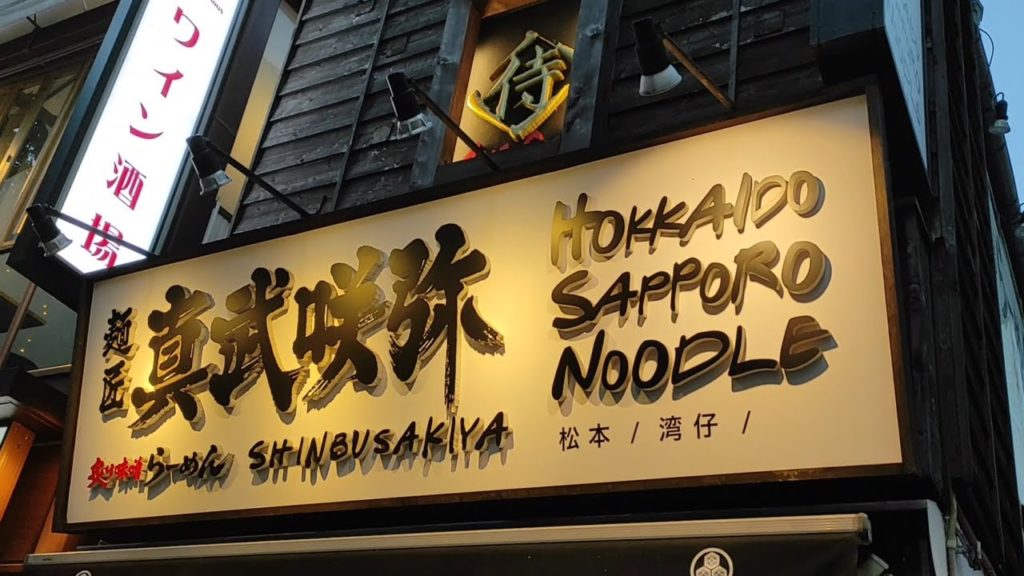 ワイン酒場
侍
麺匠
真武咲弥
炙り味噌らーめん SHINBUSAKIYA
HOKKAIDO
SAPPORO
NOODLE
松本 / 湾仔 /